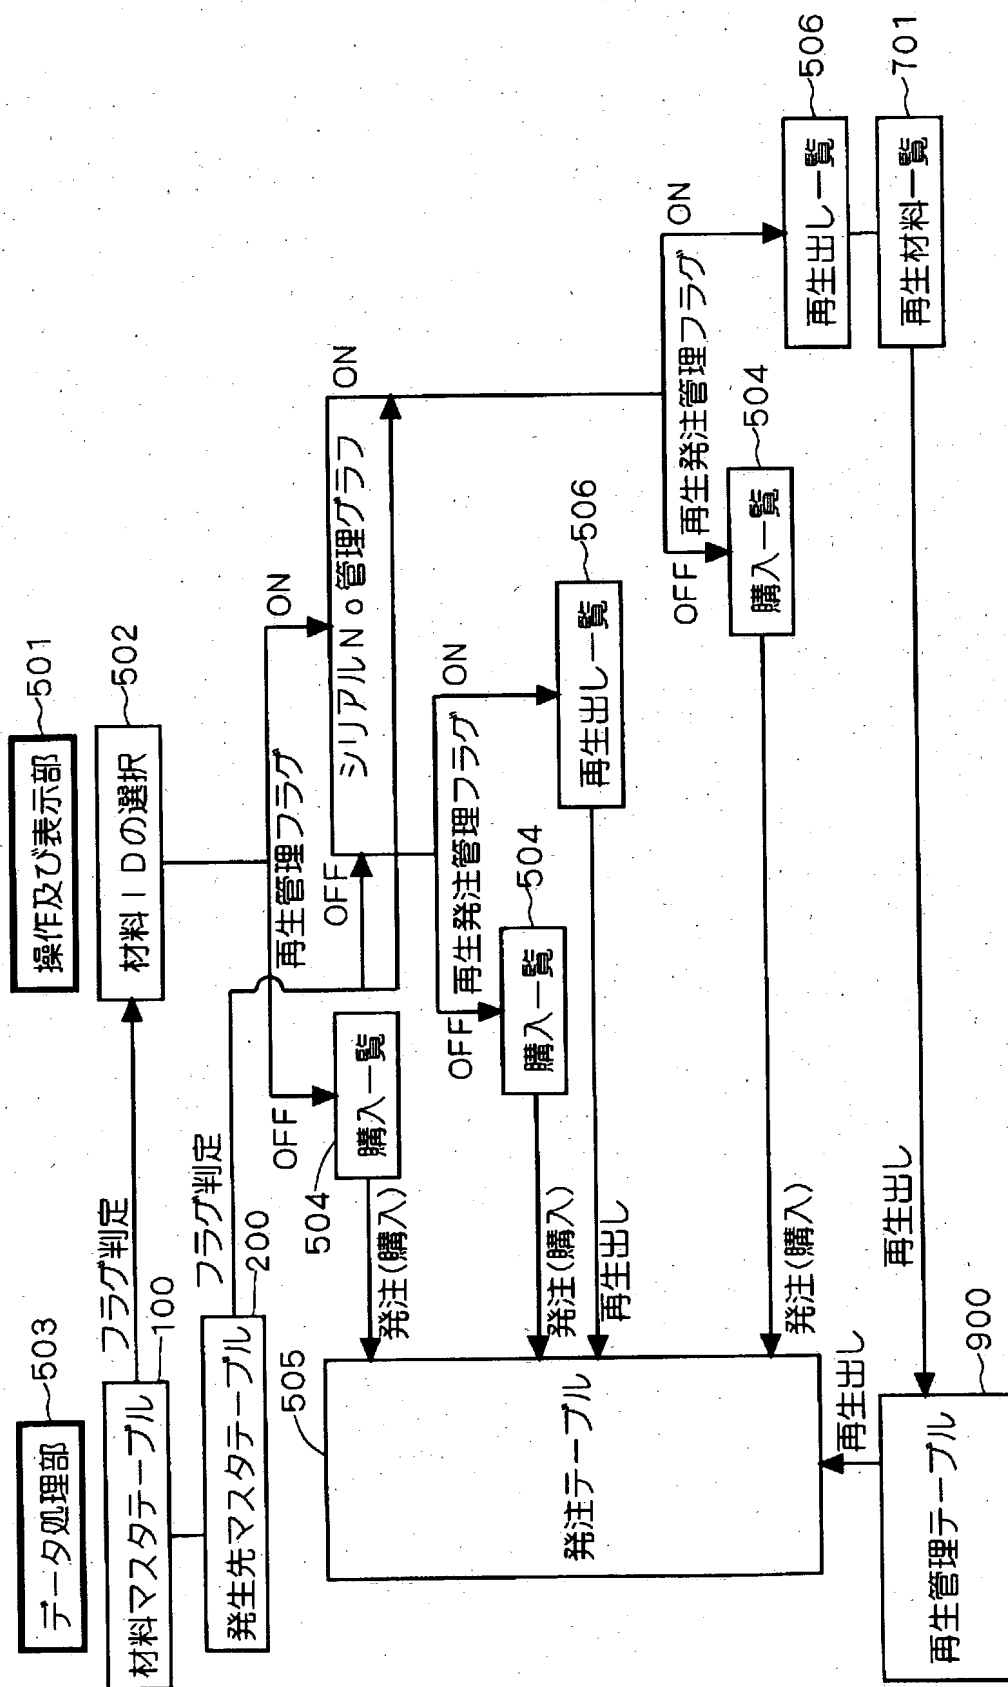 データ処理部
503
操作及び表示部
501
材料マスタテーブル
100
フラグ判定
材料IDの選択
502
発生先マスタテーブル
200
フラグ判定
再生管理フラグ
OFF
ON
504
購入一覧
発注(購入)
シリアルNo管理グラフ
OFF
ON
再生発注管理フラグ
OFF
ON
購入一覧
504
発注(購入)
再生出し一覧
506
再生出し
再生発注管理フラグ
OFF
ON
購入一覧
504
発注(購入)
再生出し一覧
506
再生材料一覧
701
再生出し
505
発注テーブル
再生出し
再生管理テーブル
900